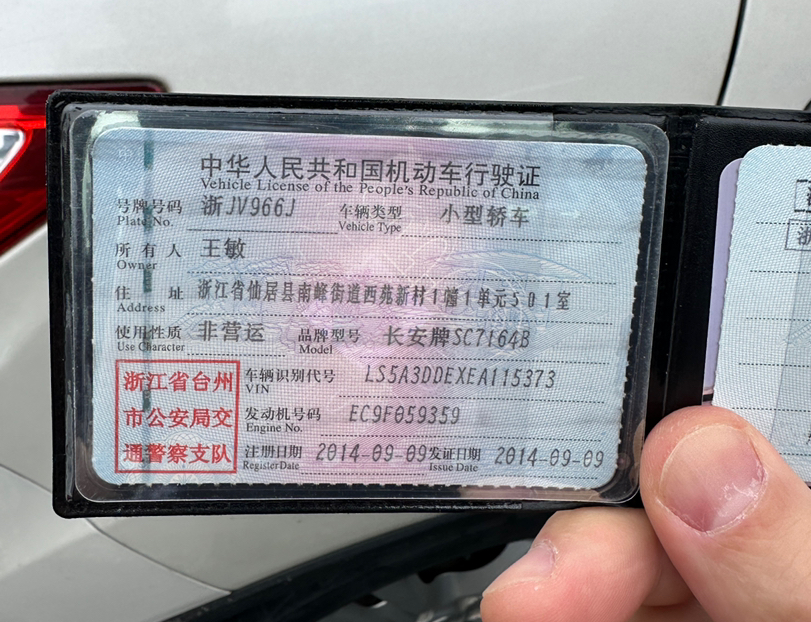 中华人民共和国机动车行驶证
Vehicle License of the People's Republic of China
号牌号码 浙JV966J 车辆类型 小型轿车
Plate No. Vehicle Type
所有人 王敏
Owner
住址 浙江省仙居县南峰街道西苑新村1幢1单元501室
Address
使用性质 非营运 品牌型号 长安牌SC7164B
Use Character Model
浙江省台州
市公安局交
通警察支队
车辆识别代号 LS5A3DDEXEA115373
VIN
发动机号码 EC9F059359
Engine No.
注册日期 2014-09-09 发证日期 2014-09-09
Register Date Issue Date